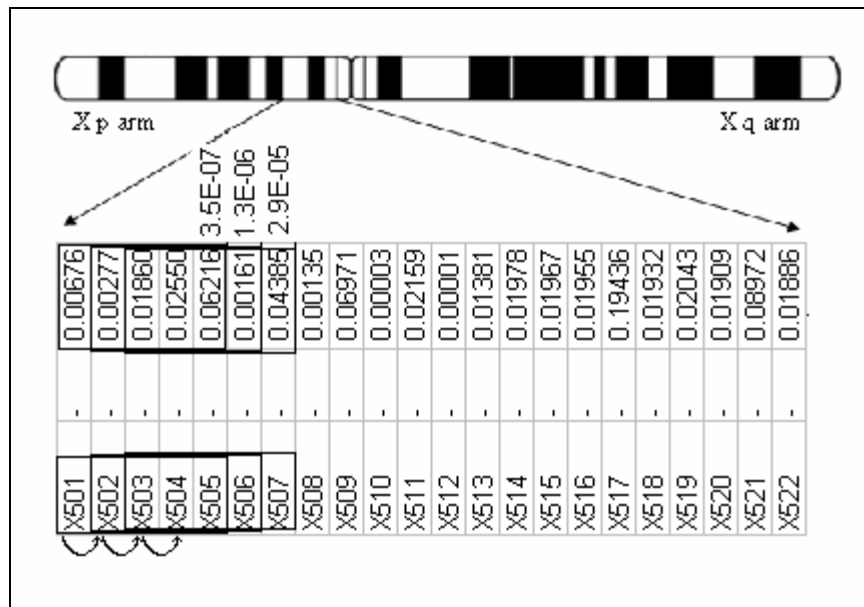 X p arm
X q arm
3.5E-07
1.3E-06
2.9E-05
0.00676
0.00277
0.01860
0.02550
0.06216
0.00161
0.04385
0.00135
0.06971
0.00003
0.02159
0.00001
0.01381
0.01978
0.01967
0.01955
0.19436
0.01932
0.02043
0.01909
0.08972
0.01886
- - - - - - - - - - - - - - - - - - - - - -
X501
X502
X503
X504
X505
X506
X507
X508
X509
X510
X511
X512
X513
X514
X515
X516
X517
X518
X519
X520
X521
X522